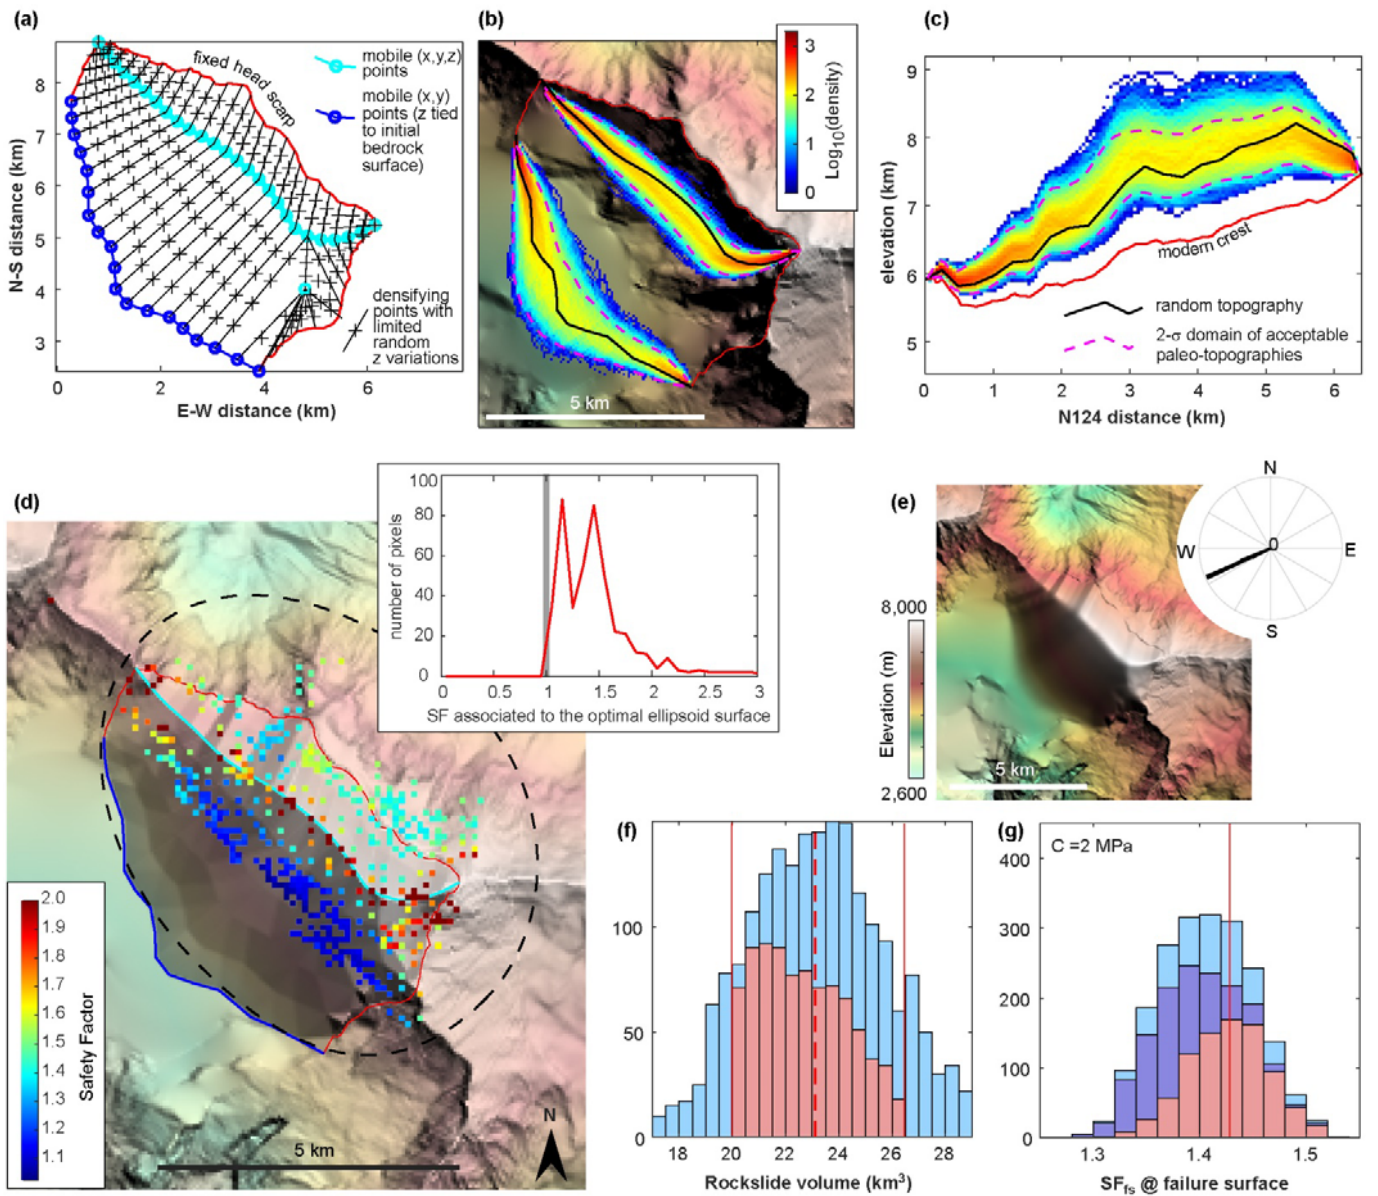 (a)
fixed head scarp
mobile (x,y,z)
points
mobile (x,y)
points (z tied
to initial
bedrock
surface)
densifying
points with
limited
random
z variations
8
7
6
5
4
3
0
2
4
6
N-S distance (km)
E-W distance (km)
(b)
3
2
1
0
Log10(density)
5 km
(c)
9
8
7
6
5
elevation (km)
modern crest
random topography
2-σ domain of acceptable
paleo-topographies
0
1
2
3
4
5
6
N124 distance (km)
(d)
100
80
60
40
20
0
number of pixels
0
0.5
1
1.5
2
2.5
3
SF associated to the optimal ellipsoid surface
2.0
1.9
1.8
1.7
1.6
1.5
1.4
1.3
1.2
1.1
Safety Factor
5 km
N
(e)
N
W
0
E
S
8,000
Elevation (m)
2,600
5 km
(f)
100
50
0
18
20
22
24
26
28
Rockslide volume (km3)
(g)
C =2 MPa
400
300
200
100
0
1.3
1.4
1.5
SFfs @ failure surface